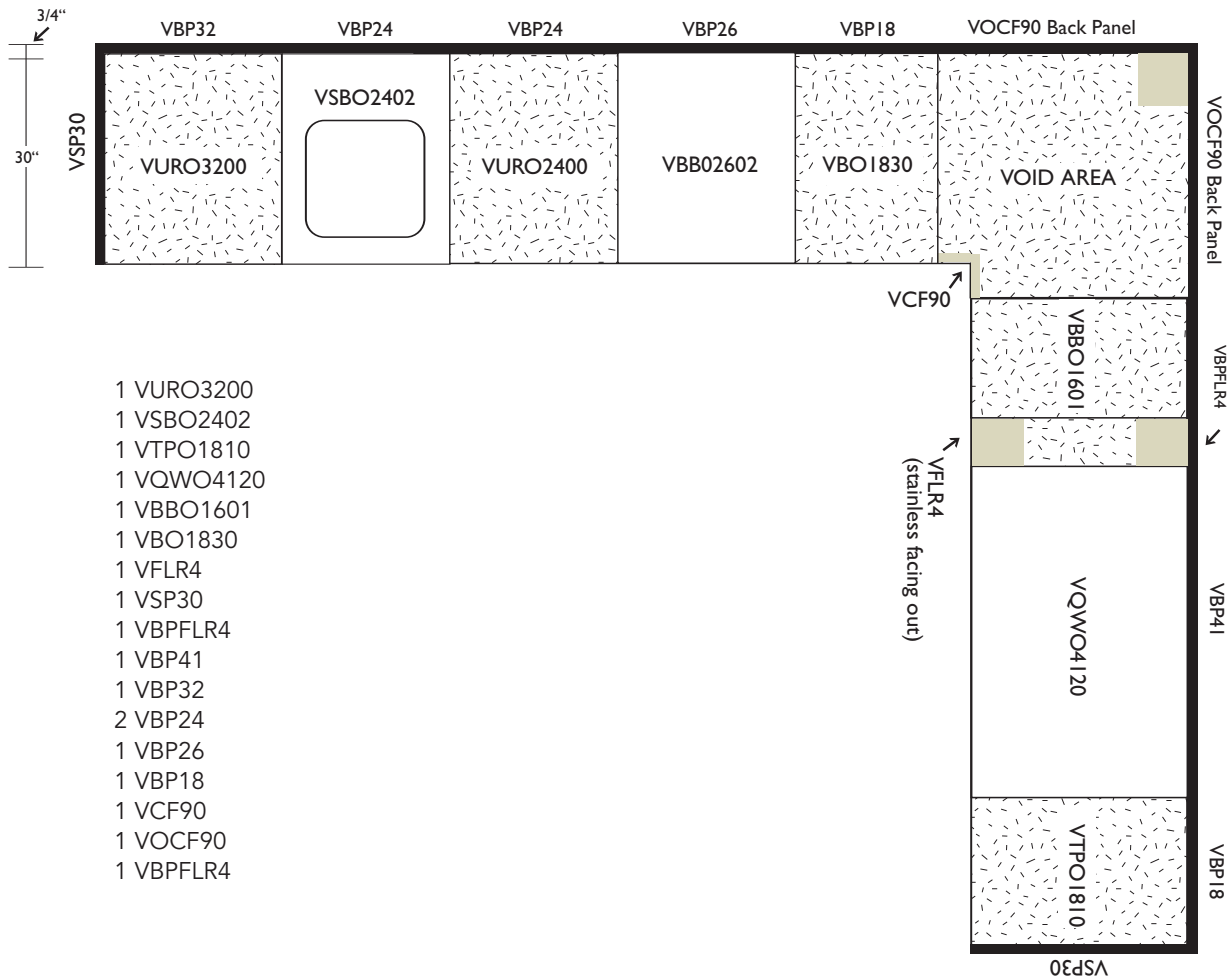 3/4“
VBP32
VBP24
VBP24
VBP26
VBP18
VOCF90 Back Panel
30“
VSP30
VURO3200
VSBO2402
VURO2400
VBB02602
VBO1830
VOID AREA
VOCF90 Back Panel
VCF90
VBBO1601
VBPFLR4
VFLR4
(stainless facing out)
VQWO4120
VBP41
VTPO1810
VBP18
VSP30
1 VURO3200
1 VSBO2402
1 VTPO1810
1 VQWO4120
1 VBBO1601
1 VBO1830
1 VFLR4
1 VSP30
1 VBPFLR4
1 VBP41
1 VBP32
2 VBP24
1 VBP26
1 VBP18
1 VCF90
1 VOCF90
1 VBPFLR4